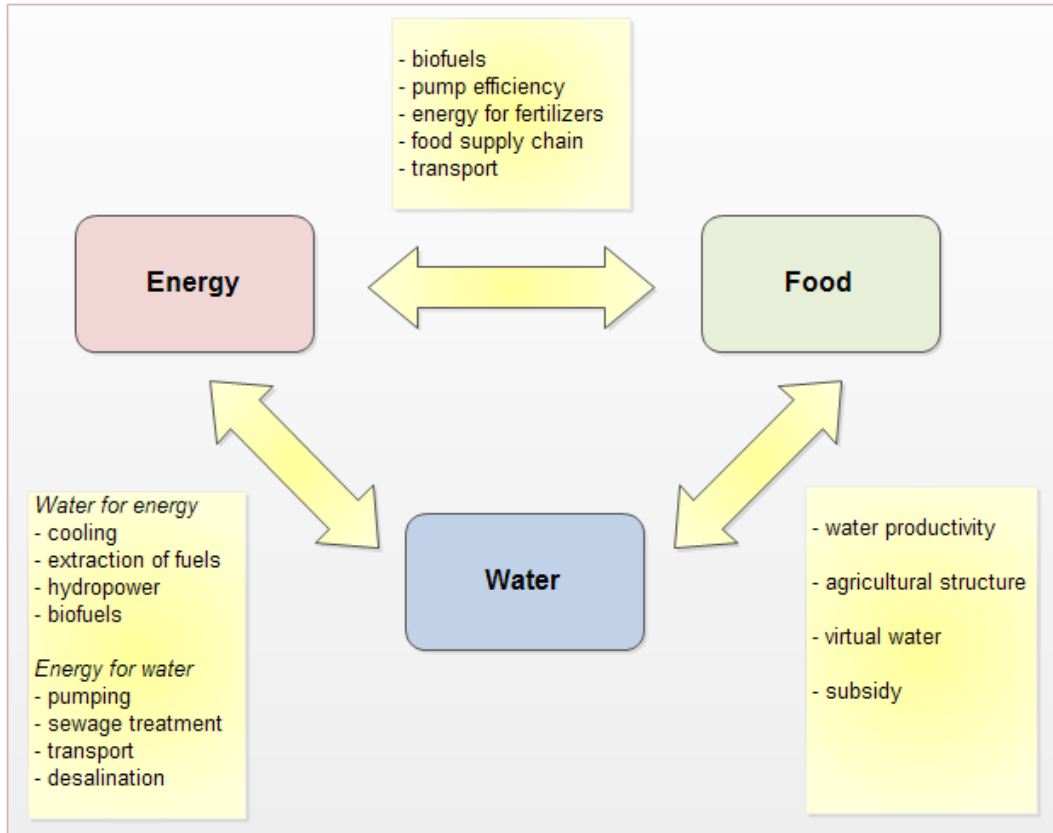 - biofuels
- pump efficiency
- energy for fertilizers
- food supply chain
- transport
Energy
Food
Water for energy
- cooling
- extraction of fuels
- hydropower
- biofuels
Energy for water
- pumping
- sewage treatment
- transport
- desalination
Water
- water productivity
- agricultural structure
- virtual water
- subsidy